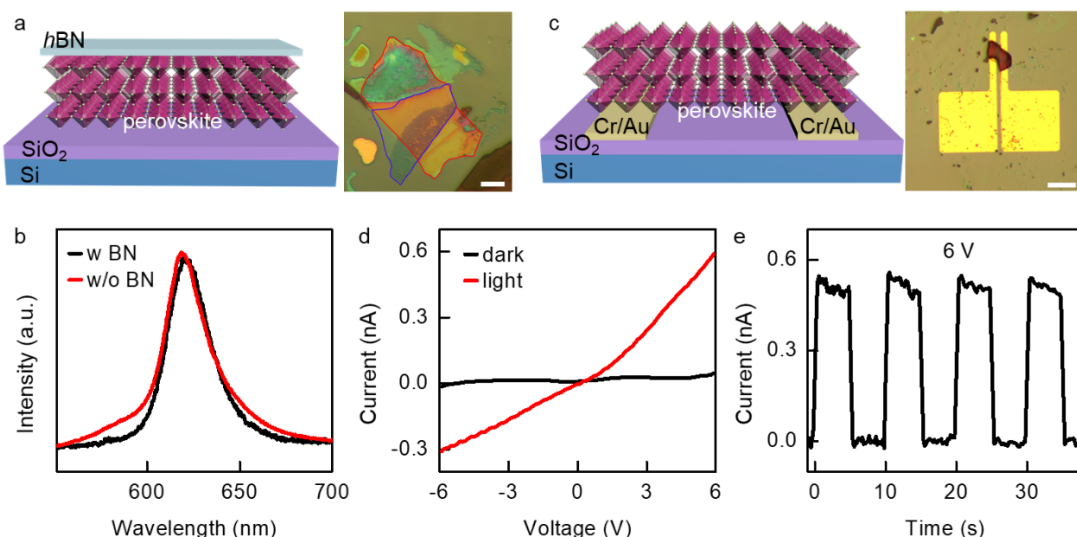 a
hBN
perovskite
SiO₂
Si
c
perovskite
Cr/Au
Cr/Au
SiO₂
Si
b
w BN
w/o BN
Intensity (a.u.)
600
650
700
Wavelength (nm)
d
dark
light
Current (nA)
0.6
0.3
0.0
-0.3
-6
-3
0
3
6
Voltage (V)
e
6 V
Current (nA)
0.6
0.3
0.0
0
10
20
30
Time (s)